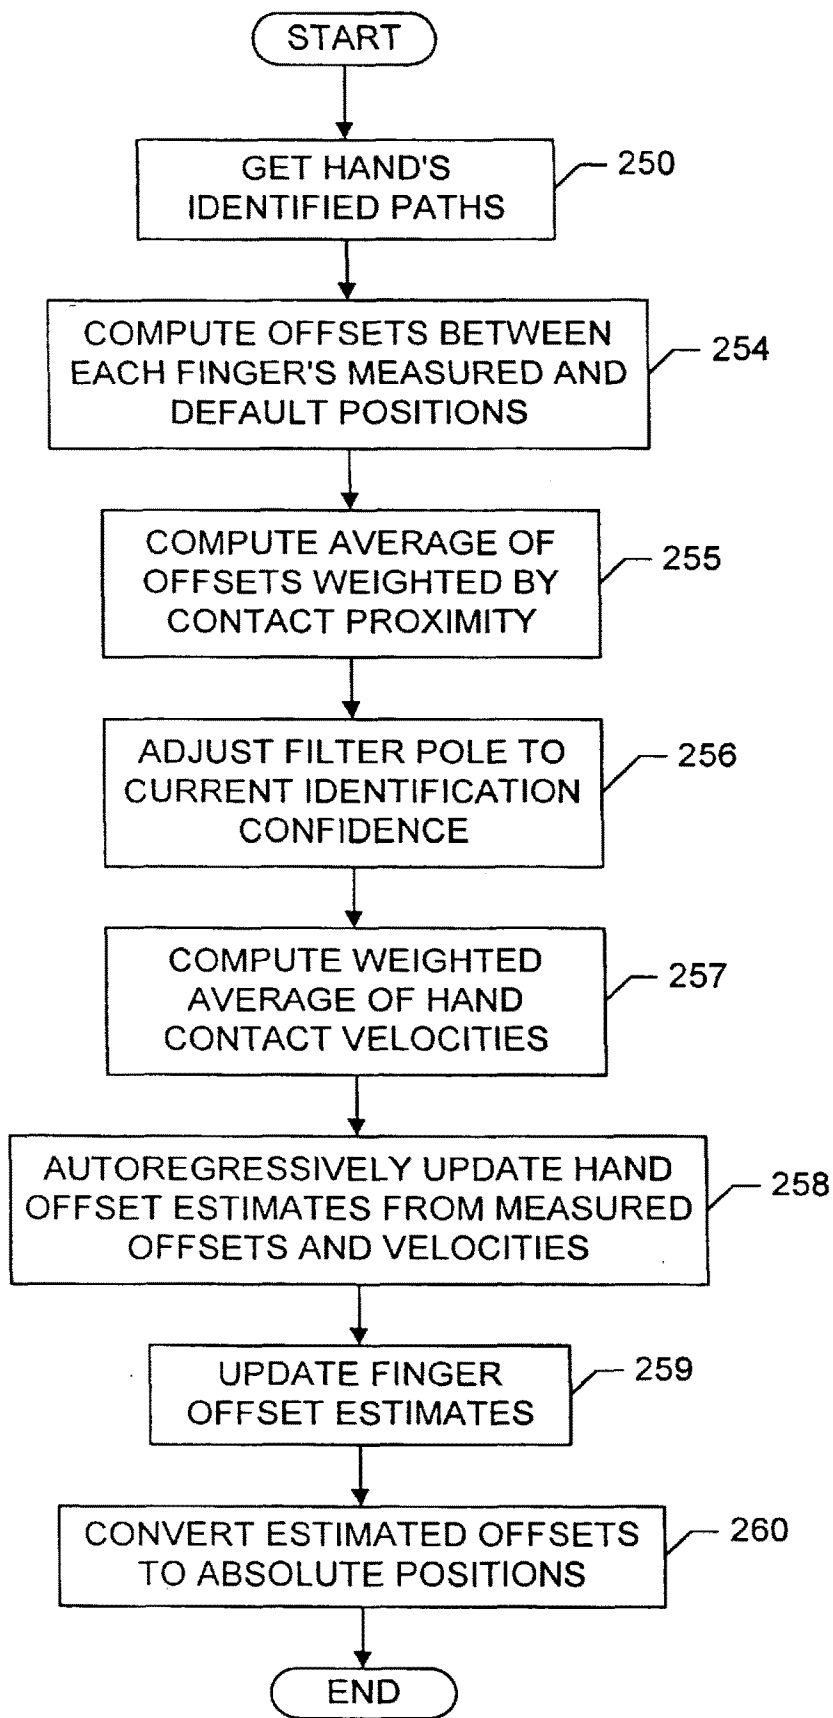 START
GET HAND'S
IDENTIFIED PATHS
250
COMPUTE OFFSETS BETWEEN
EACH FINGER'S MEASURED AND
DEFAULT POSITIONS
254
COMPUTE AVERAGE OF
OFFSETS WEIGHTED BY
CONTACT PROXIMITY
255
ADJUST FILTER POLE TO
CURRENT IDENTIFICATION
CONFIDENCE
256
COMPUTE WEIGHTED
AVERAGE OF HAND
CONTACT VELOCITIES
257
AUTOREGRESSIVELY UPDATE HAND
OFFSET ESTIMATES FROM MEASURED
OFFSETS AND VELOCITIES
258
UPDATE FINGER
OFFSET ESTIMATES
259
CONVERT ESTIMATED OFFSETS
TO ABSOLUTE POSITIONS
260
END